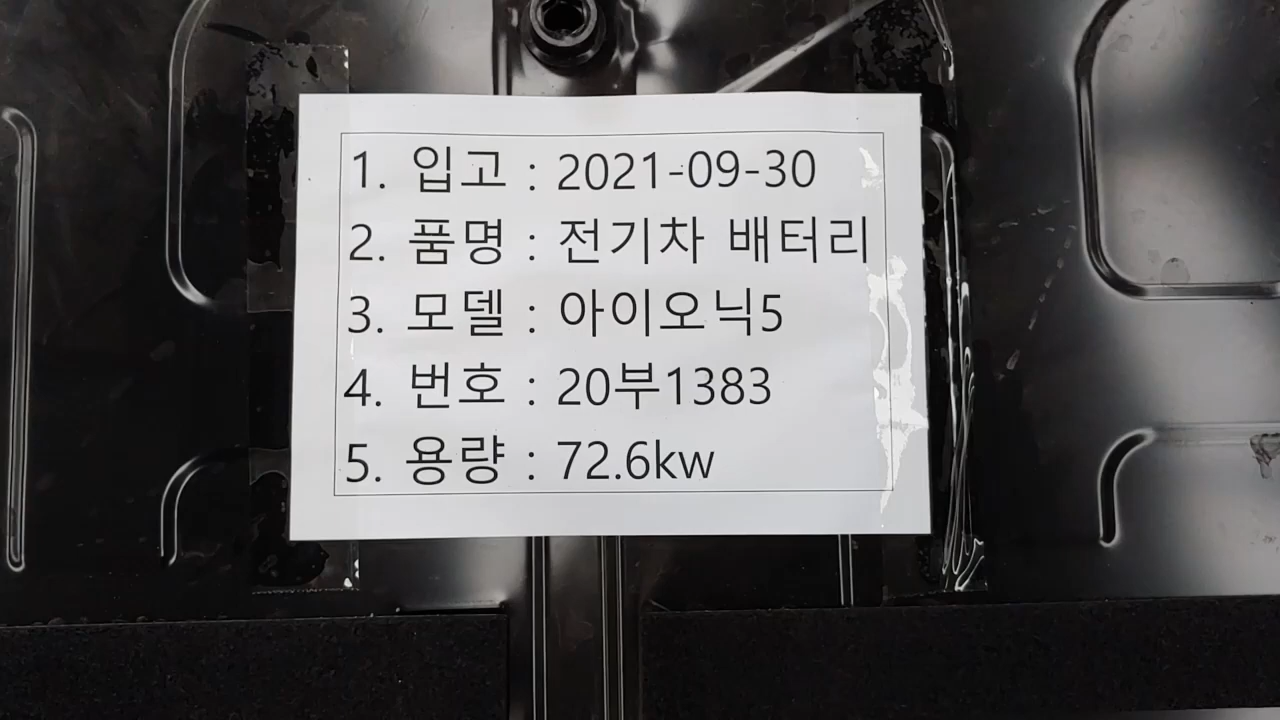 1. 입고 : 2021-09-30
2. 품명 : 전기차 배터리
3. 모델 : 아이오닉5
4. 번호 : 20부1383
5. 용량 : 72.6kw